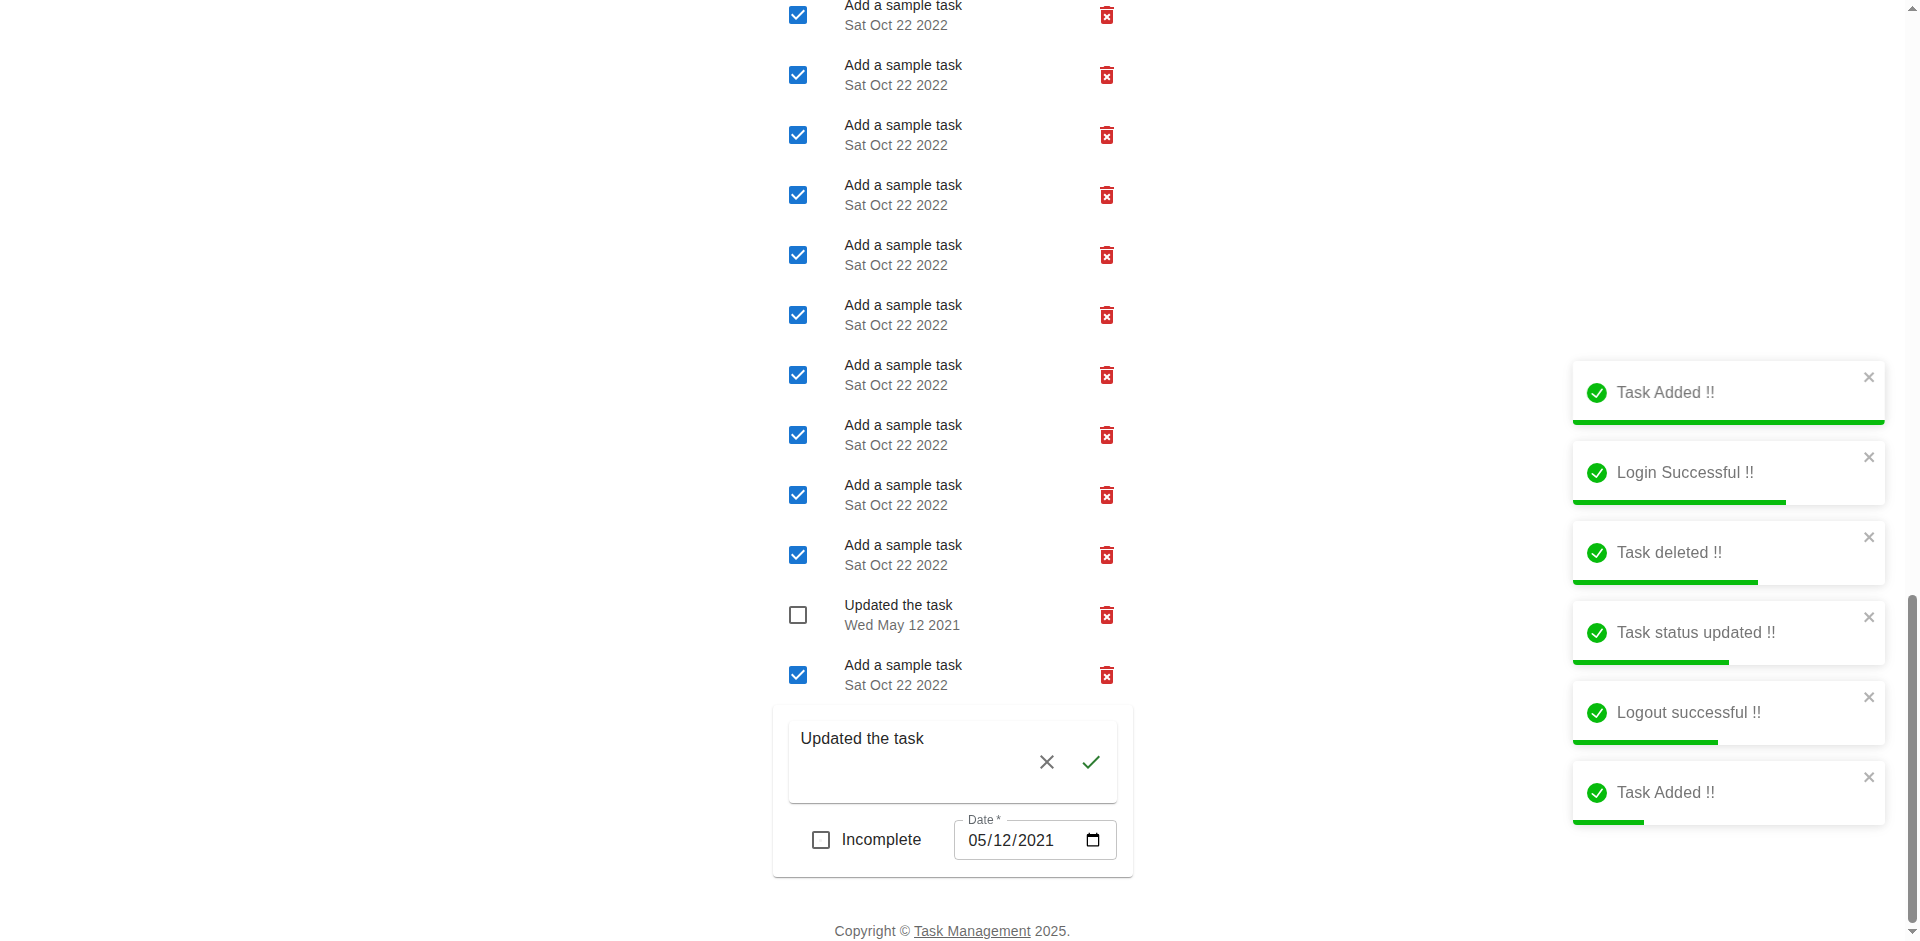 Add a sample task
Sat Oct 22 2022
Add a sample task
Sat Oct 22 2022
Add a sample task
Sat Oct 22 2022
Add a sample task
Sat Oct 22 2022
Add a sample task
Sat Oct 22 2022
Add a sample task
Sat Oct 22 2022
Add a sample task
Sat Oct 22 2022
Add a sample task
Sat Oct 22 2022
Add a sample task
Sat Oct 22 2022
Add a sample task
Sat Oct 22 2022
Updated the task
Wed May 12 2021
Add a sample task
Sat Oct 22 2022
Updated the task
Incomplete
Date *
05/12/2021
Copyright © Task Management 2025.
Task Added !!
Login Successful !!
Task deleted !!
Task status updated !!
Logout successful !!
Task Added !!